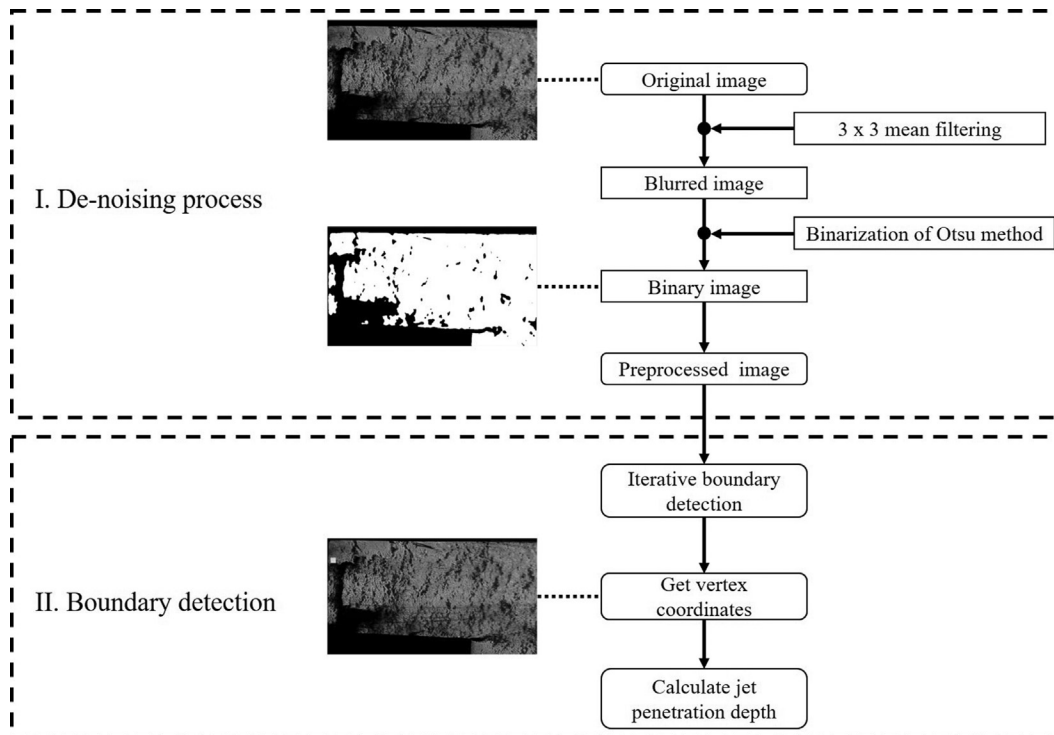 Original image
3 x 3 mean filtering
I. De-noising process
Blurred image
Binarization of Otsu method
Binary image
Preprocessed image
Iterative boundary
detection
II. Boundary detection
Get vertex
coordinates
Calculate jet
penetration depth